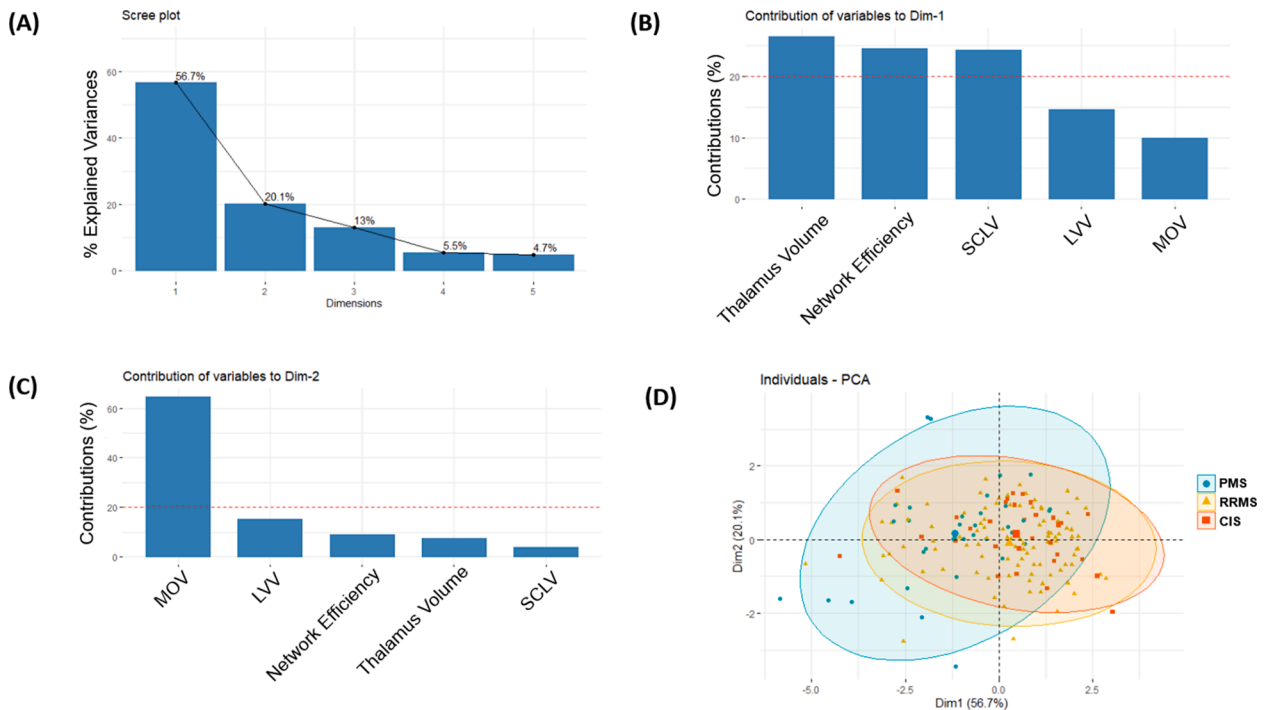 (A)
Scree plot
% Explained Variances
60
40
20
0
56.7%
20.1%
13%
5.5%
4.7%
1 2 3 4 5
Dimensions
(B)
Contribution of variables to Dim-1
Contributions (%)
20
10
0
Thalamus Volume
Network Efficiency
SCLV
LVV
MOV
(C)
Contribution of variables to Dim-2
Contributions (%)
60
40
20
0
MOV
LVV
Network Efficiency
Thalamus Volume
SCLV
(D)
Individuals - PCA
Dim2 (20.1%)
2
0
-2
-5.0 -2.5 0.0 2.5
Dim1 (56.7%)
PMS
RRMS
CIS